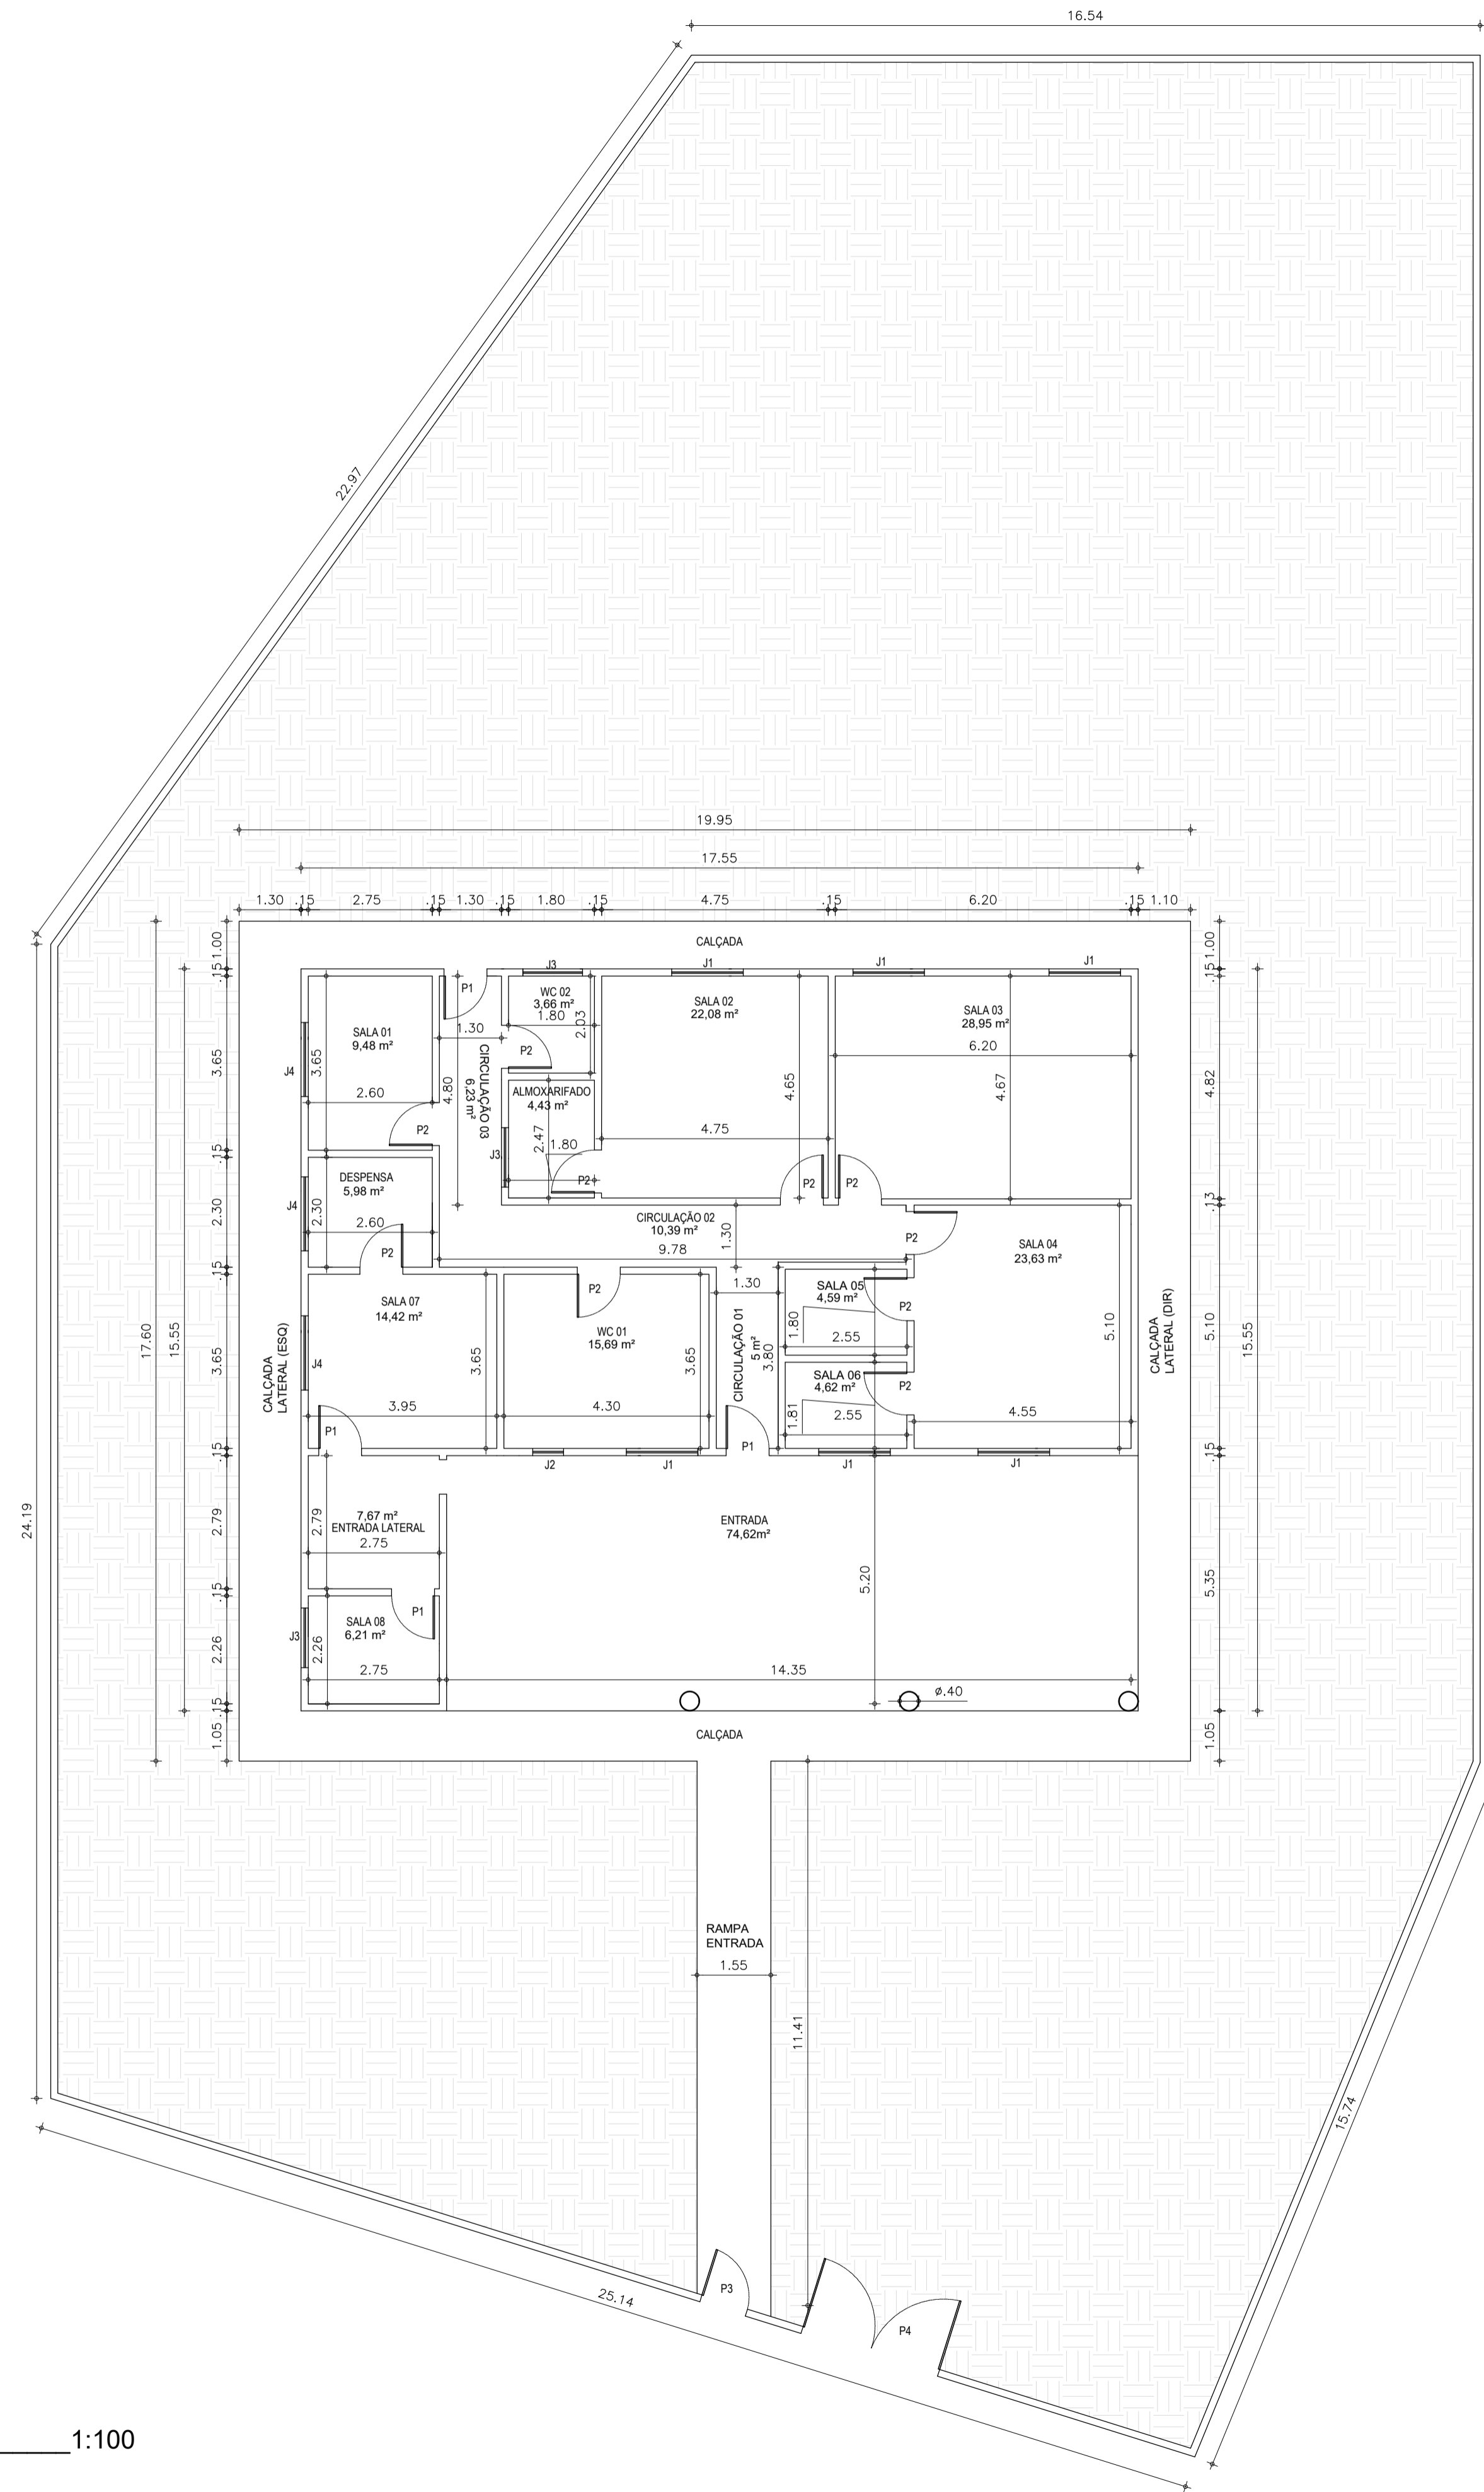 16.54
22.97
19.95
17.55
1.30 .15 2.75 .15 1.30 .15 1.80 .15 4.75 .15 6.20 .15 1.10
CALÇADA
1.00
.15
3.65
.15
2.30
.15
3.65
.15
2.79
.15
2.26
.15
1.05
17.60
15.55
24.19
1.00
.15
4.82
.13
5.10
.15
5.35
1.05
15.55
J3
J1
J1
J1
P1
WC 02
3,66 m²
1.80
2.03
SALA 02
22,08 m²
SALA 03
28,95 m²
6.20
SALA 01
9,48 m²
3.65
J4
2.60
1.30
P2
CIRCULAÇÃO 03
6,23 m²
4.80
ALMOXARIFADO
4,43 m²
2.47
1.80
J3
P2
4.65
4.67
4.75
P2
P2
P2
DESPENSA
5,98 m²
J4
2.30
2.60
P2
CIRCULAÇÃO 02
10,39 m²
9.78
1.30
P2
SALA 04
23,63 m²
SALA 07
14,42 m²
P2
1.30
SALA 05
4,59 m²
P2
1.80
2.55
WC 01
15,69 m²
CIRCULAÇÃO 01
5 m²
3.80
5.10
CALÇADA
LATERAL (ESQ)
J4
3.65
3.65
CALÇADA
LATERAL (DIR)
SALA 06
4,62 m²
P2
1.81
2.55
3.95
4.30
4.55
P1
P1
J2
J1
J1
J1
7,67 m²
ENTRADA LATERAL
2.79
2.75
ENTRADA
74,62m²
5.20
SALA 08
6,21 m²
P1
J3
2.26
2.75
14.35
ø.40
CALÇADA
RAMPA
ENTRADA
1.55
11.41
15.74
P3
25.14
P4
1:100